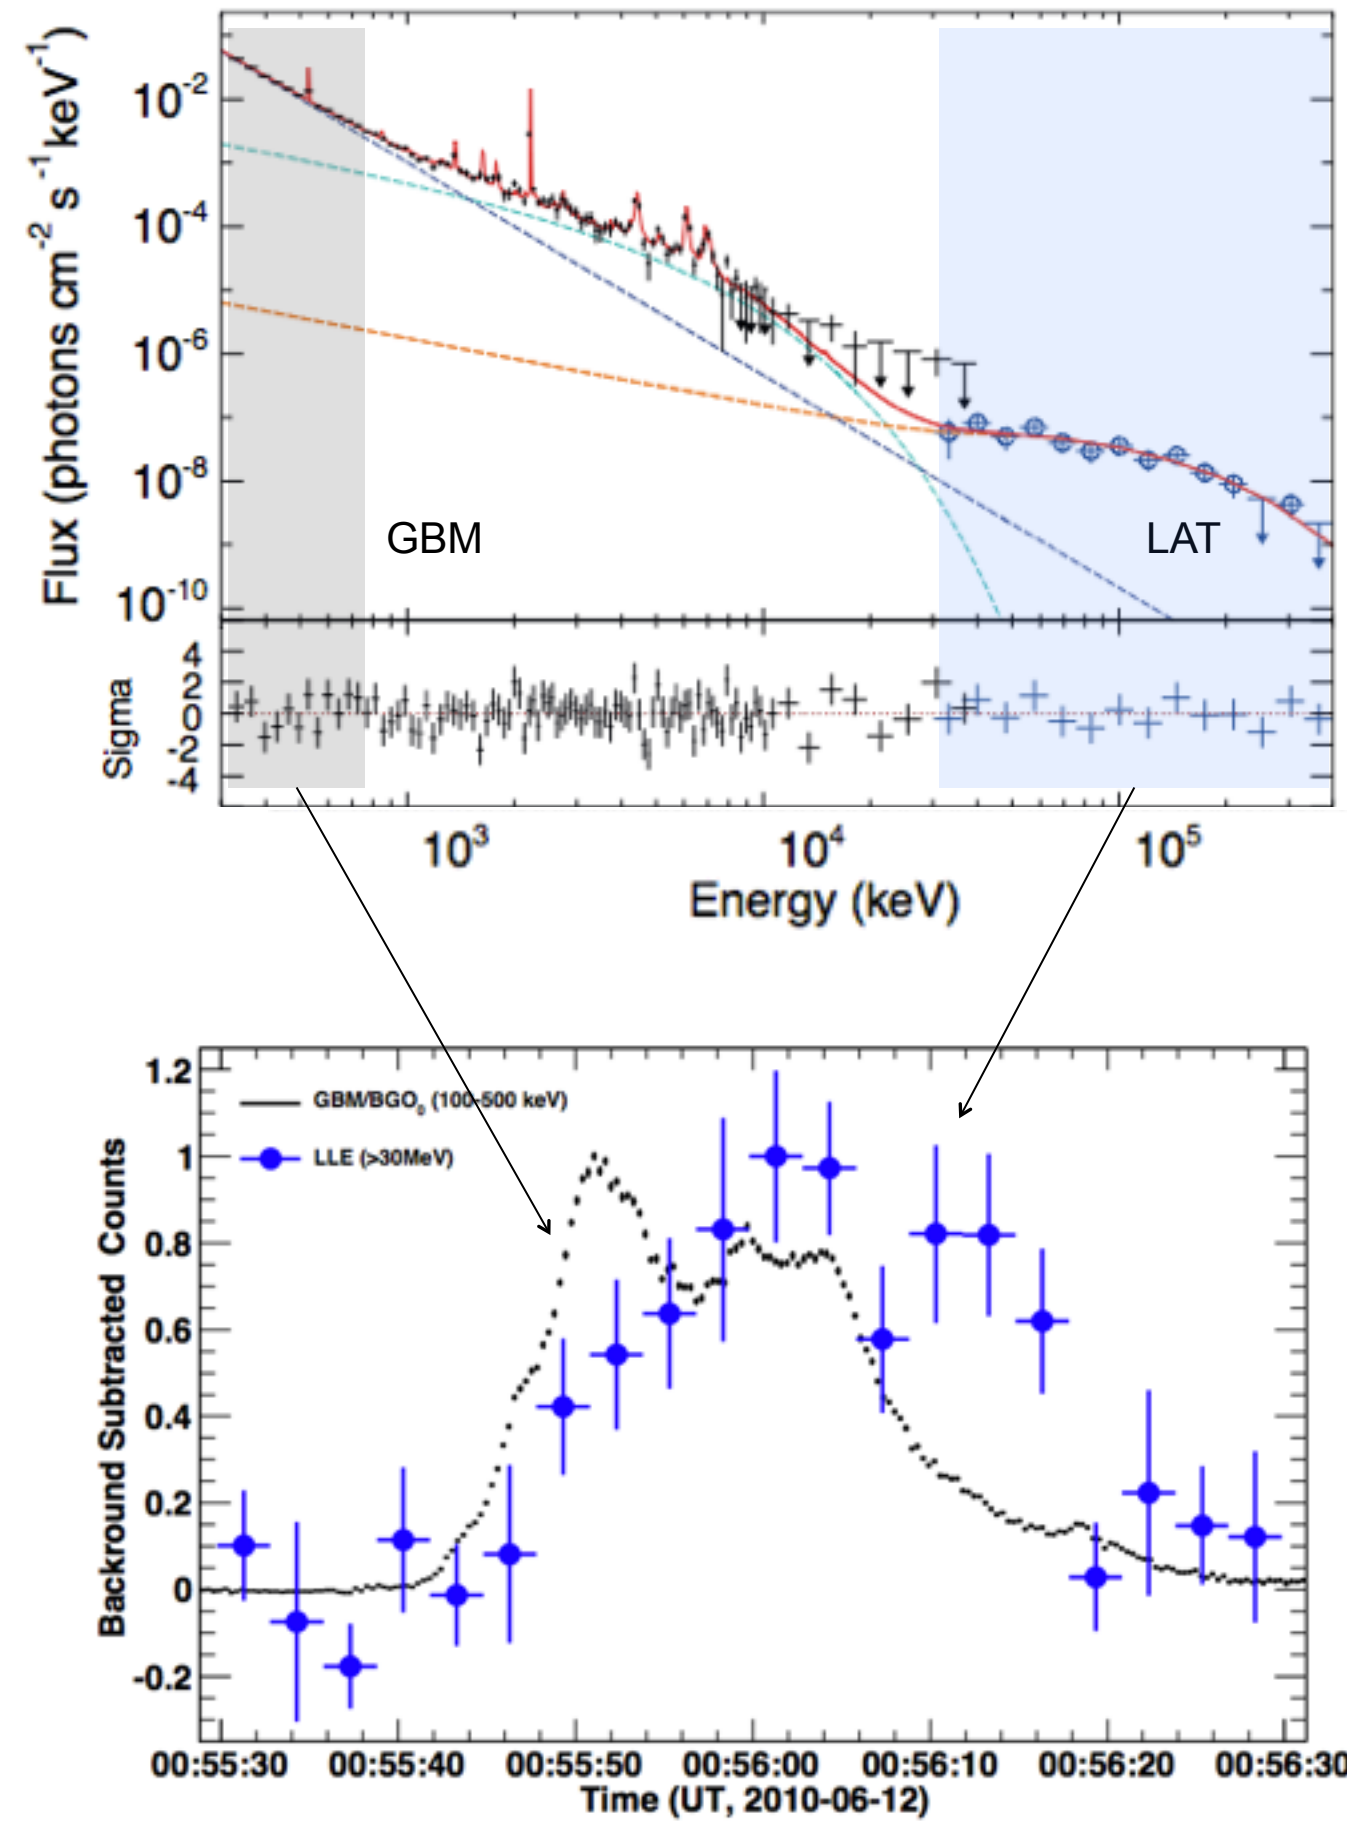 Flux (photons cm-2 s-1 keV-1)
10-2
10-4
10-6
10-8
10-10
GBM
LAT
Sigma
4
2
0
-2
-4
103 104 105
Energy (keV)
Backround Subtracted Counts
1.2
1
0.8
0.6
0.4
0.2
0
-0.2
GBM/BGO0 (100-500 keV)
LLE (>30MeV)
00:55:30 00:55:40 00:55:50 00:56:00 00:56:10 00:56:20 00:56:30
Time (UT, 2010-06-12)